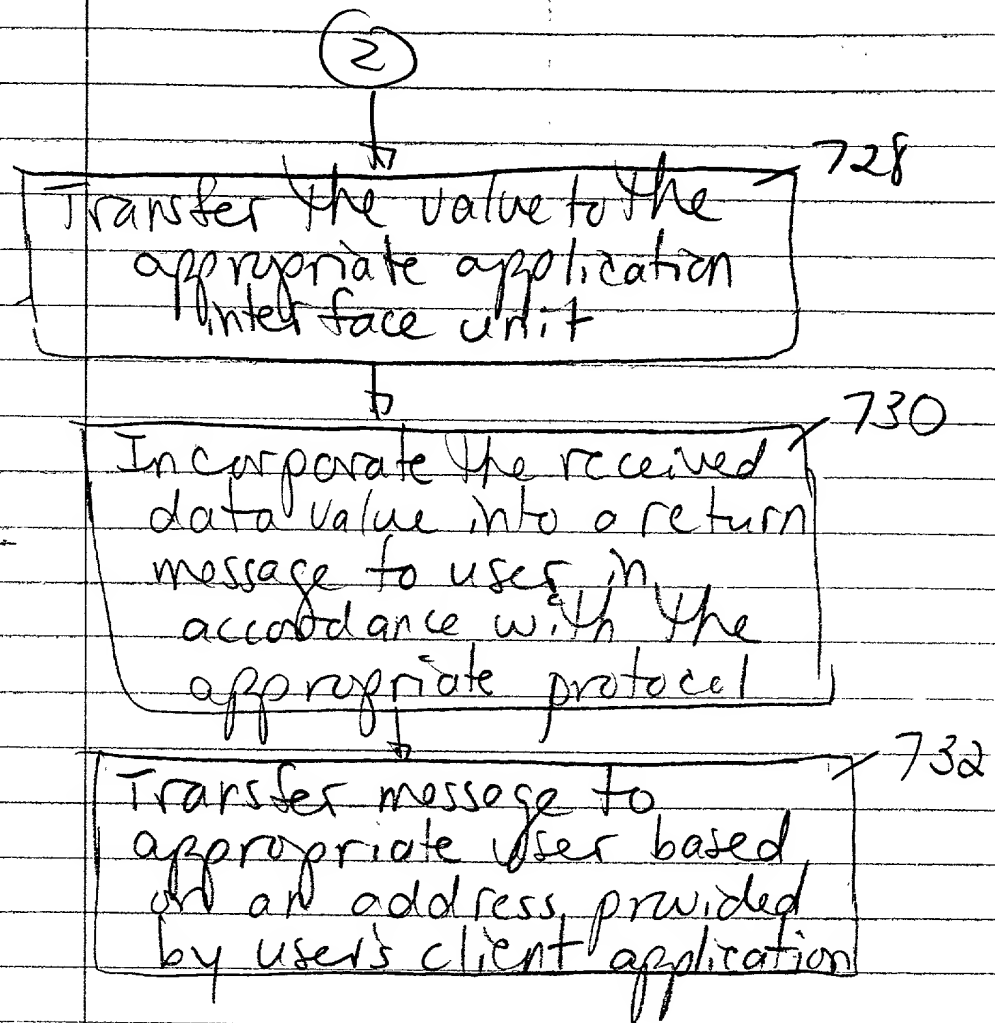 2
728
Transfer the value to the
appropriate application
interface unit
730
Incorporate the received
data value into a return
message to user in
accordance with the
appropriate protocol
732
Transfer message to
appropriate user based
on an address provided
by user's client application